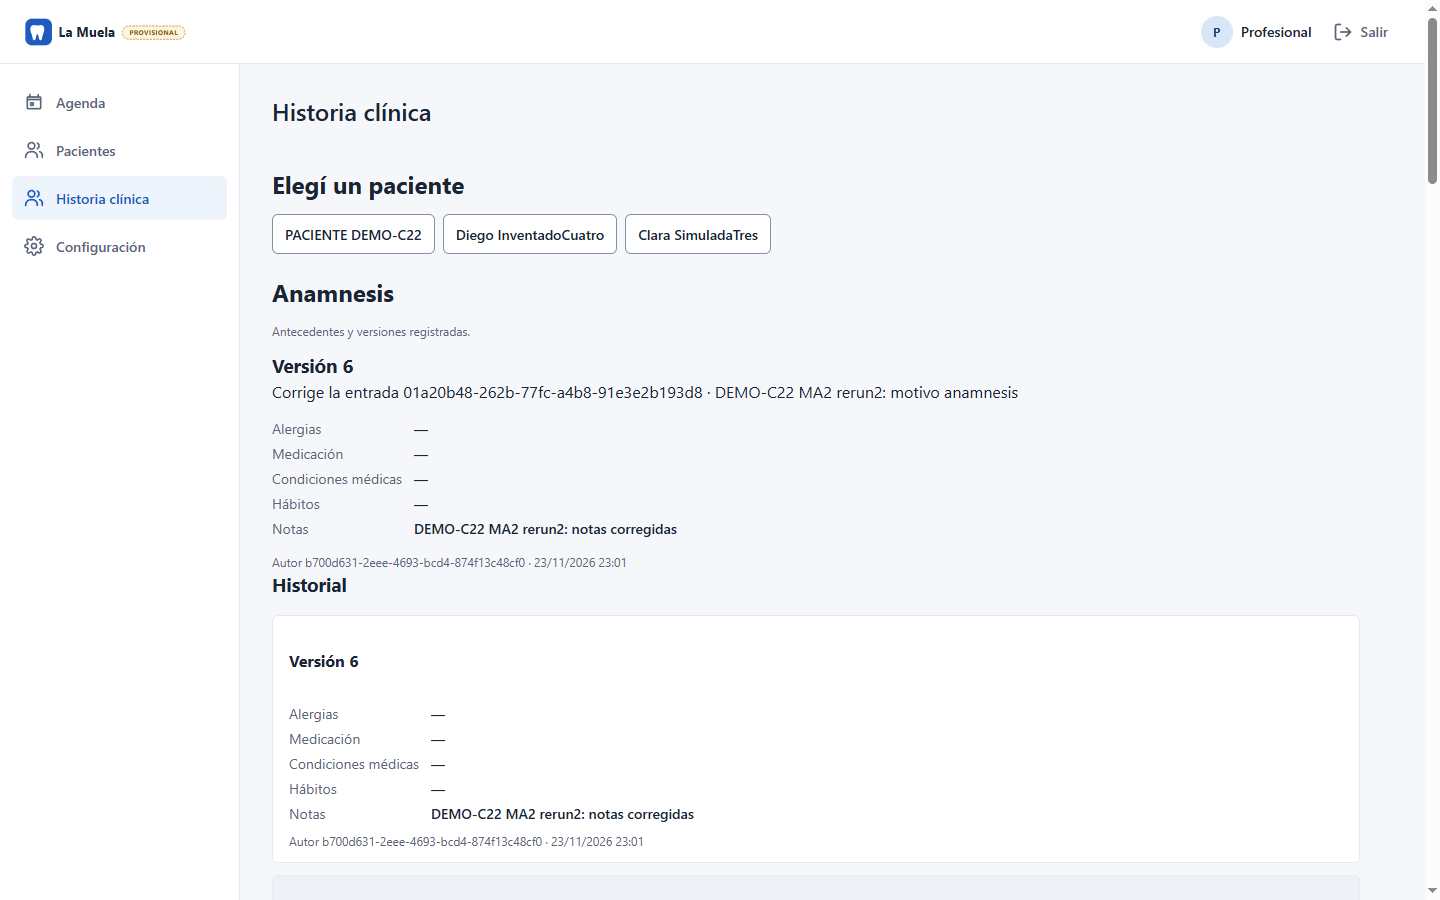 La Muela PROVISIONAL
P Profesional Salir
Agenda
Pacientes
Historia clínica
Configuración
Historia clínica
Elegí un paciente
PACIENTE DEMO-C22 Diego InventadoCuatro Clara SimuladaTres
Anamnesis
Antecedentes y versiones registradas.
Versión 6
Corrige la entrada 01a20b48-262b-77fc-a4b8-91e3e2b193d8 · DEMO-C22 MA2 rerun2: motivo anamnesis
Alergias —
Medicación —
Condiciones médicas —
Hábitos —
Notas DEMO-C22 MA2 rerun2: notas corregidas
Autor b700d631-2eee-4693-bcd4-874f13c48cf0 · 23/11/2026 23:01
Historial
Versión 6
Alergias —
Medicación —
Condiciones médicas —
Hábitos —
Notas DEMO-C22 MA2 rerun2: notas corregidas
Autor b700d631-2eee-4693-bcd4-874f13c48cf0 · 23/11/2026 23:01